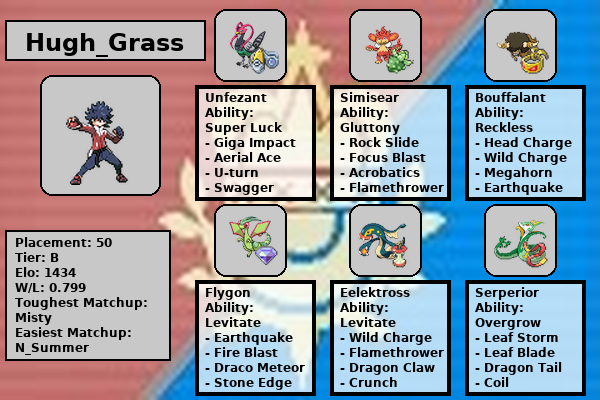 Hugh_Grass
Unfezant
Ability:
Super Luck
- Giga Impact
- Aerial Ace
- U-turn
- Swagger
Simisear
Ability:
Gluttony
- Rock Slide
- Focus Blast
- Acrobatics
- Flamethrower
Bouffalant
Ability:
Reckless
- Head Charge
- Wild Charge
- Megahorn
- Earthquake
Placement: 50
Tier: B
Elo: 1434
W/L: 0.799
Toughest Matchup:
Misty
Easiest Matchup:
N_Summer
Flygon
Ability:
Levitate
- Earthquake
- Fire Blast
- Draco Meteor
- Stone Edge
Eelektross
Ability:
Levitate
- Wild Charge
- Flamethrower
- Dragon Claw
- Crunch
Serperior
Ability:
Overgrow
- Leaf Storm
- Leaf Blade
- Dragon Tail
- Coil